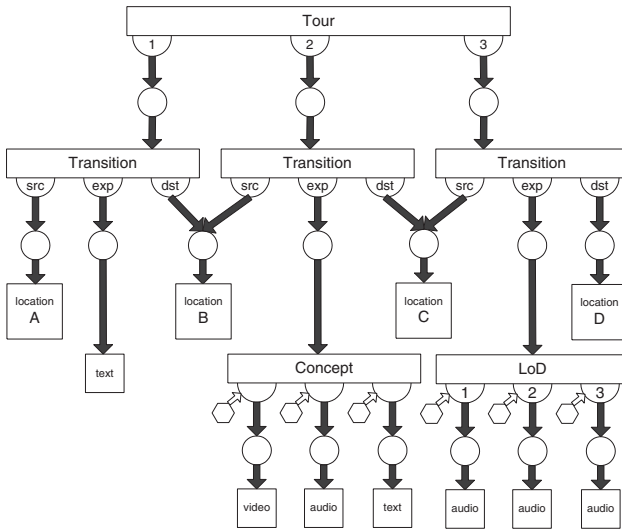 Tour
1 2 3
Transition Transition Transition
src exp dst src exp dst src exp dst
location location location location
A B C D
text
Concept LoD
1 2 3
video audio text audio audio audio